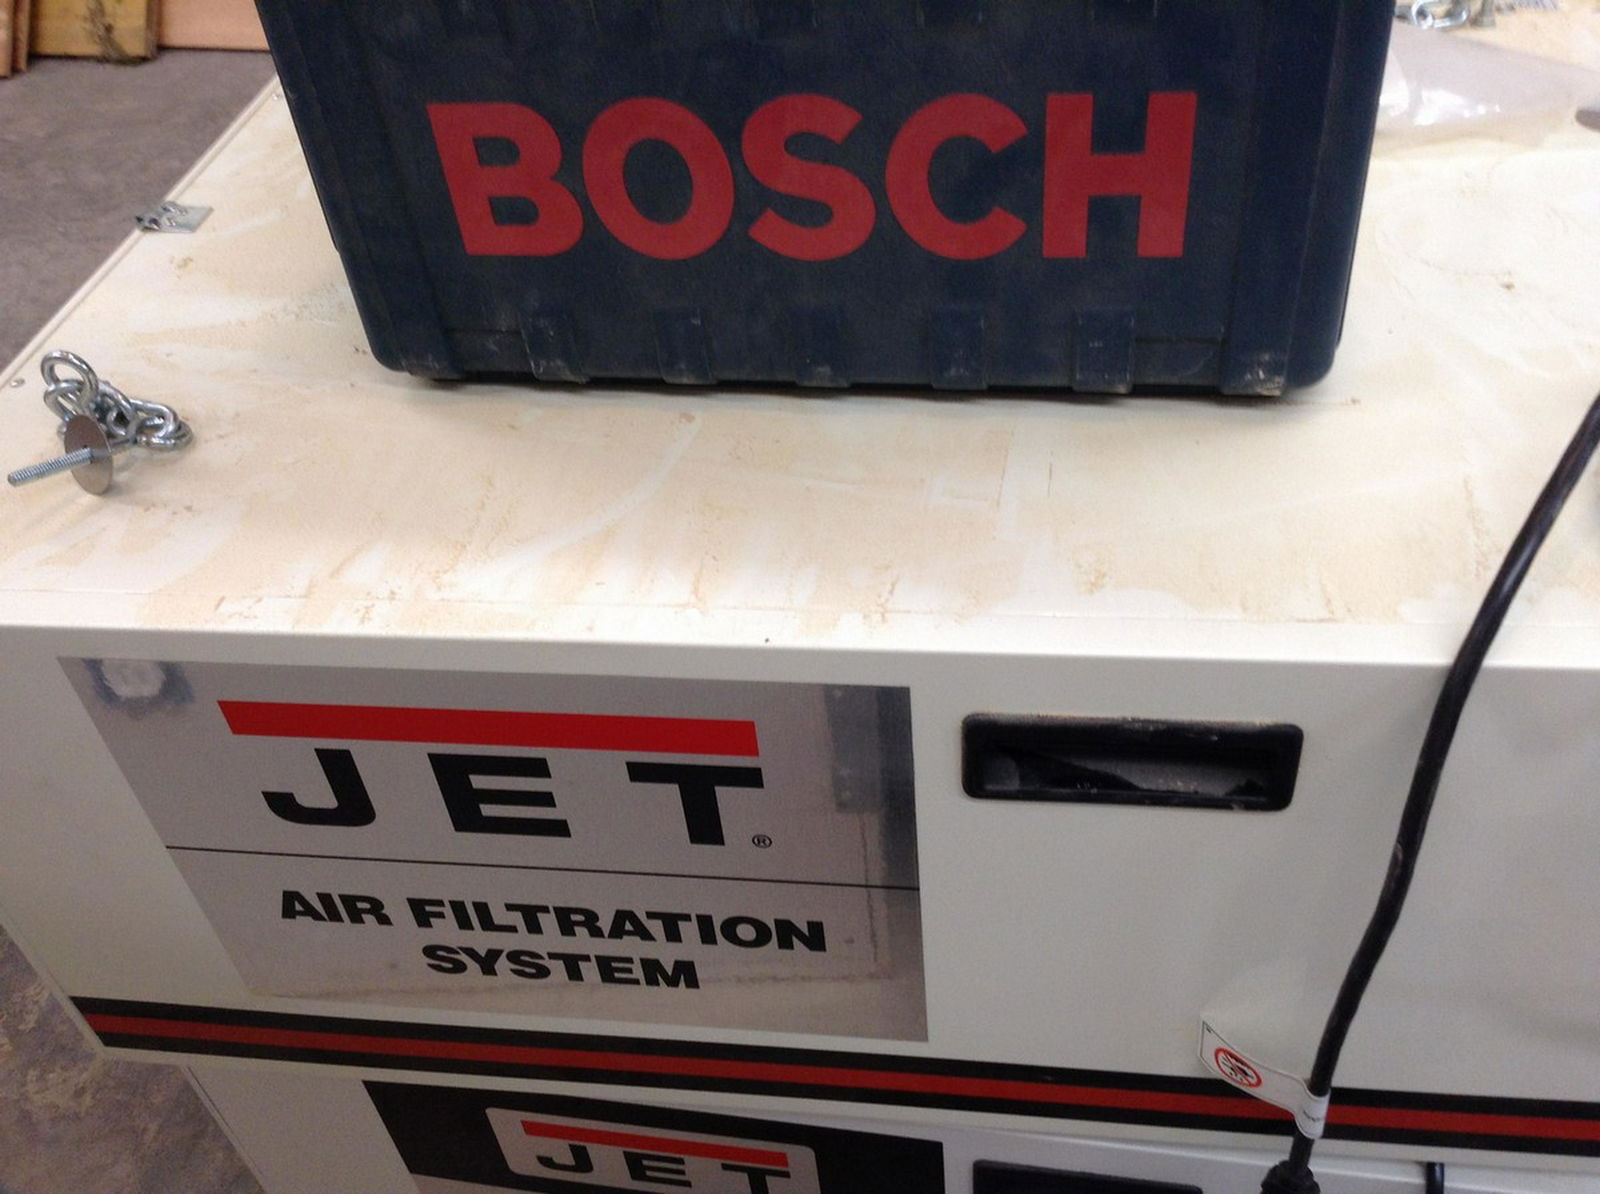 BOSCH
JET®
AIR FILTRATION
SYSTEM
JET